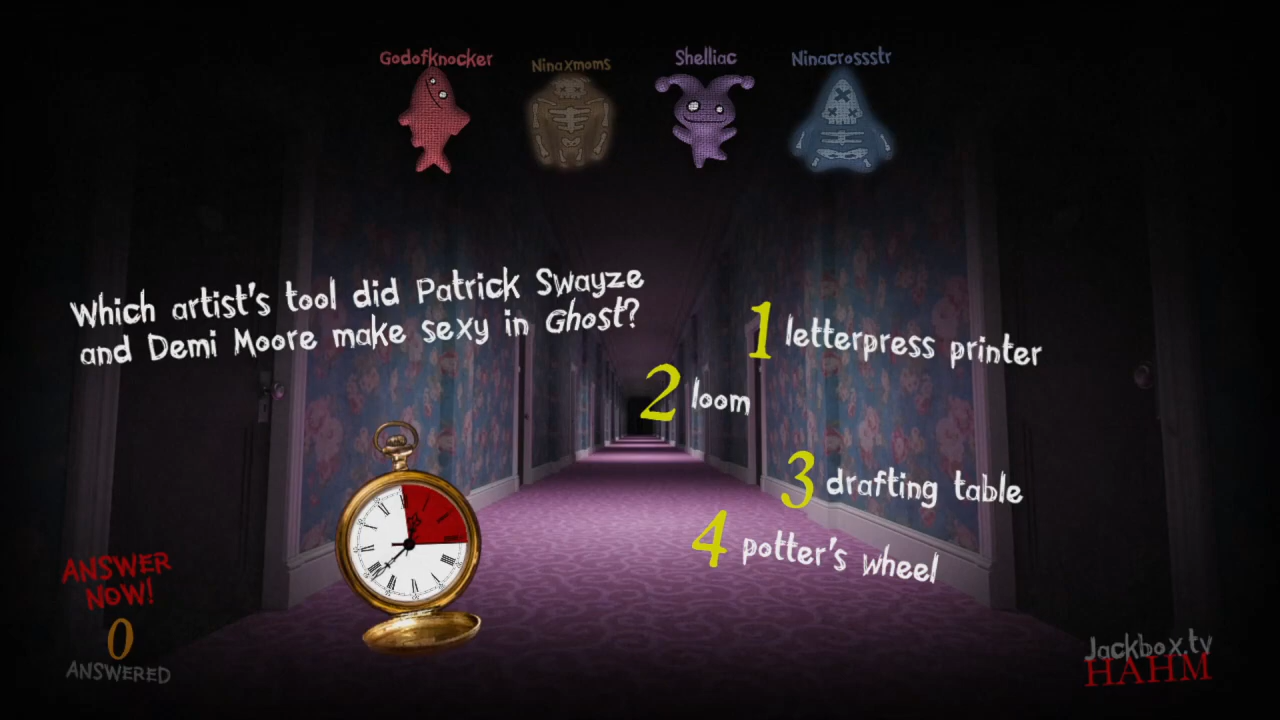 Godofknocker
Ninaxmoms
Shelliac
Ninacrossstr
Which artist's tool did Patrick Swayze
and Demi Moore make sexy in Ghost?
1 letterpress printer
2 loom
3 drafting table
4 potter's wheel
ANSWER
NOW!
0
ANSWERED
Jackbox.tv
HAHM